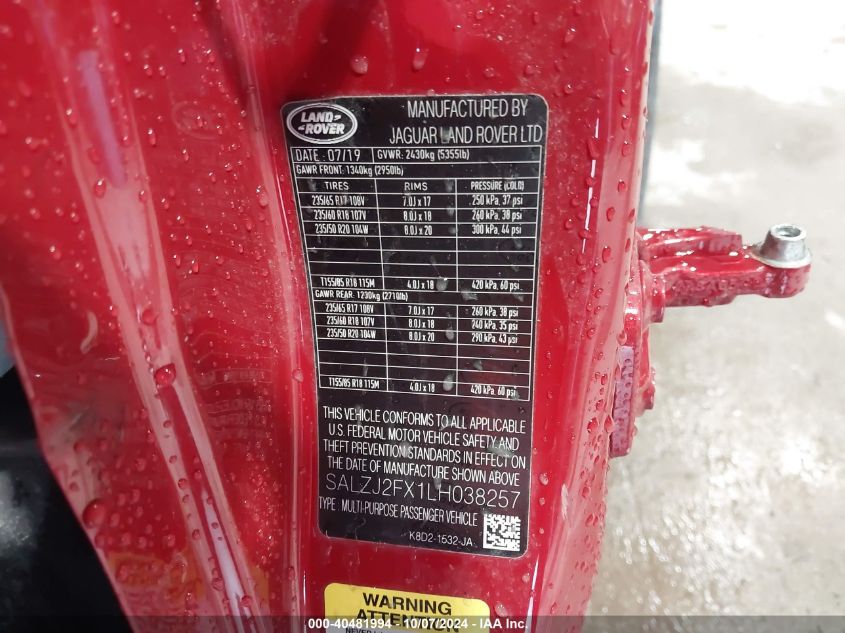 LAND ROVER
MANUFACTURED BY
JAGUAR LAND ROVER LTD
DATE : 07/19 GVWR: 2430kg (5355lb)
GAWR FRONT: 1340kg (2950lb)
TIRES RIMS PRESSURE (COLD)
235/65 R17 108V 7.0J x 17 250 kPa, 37 psi
235/60 R18 107V 8.0J x 18 260 kPa, 38 psi
235/50 R20 104W 8.0J x 20 300 kPa, 44 psi
T155/85 R18 115M 4.0J x 18 420 kPa, 60 psi
GAWR REAR: 1230kg (2710lb)
235/65 R17 108V 7.0J x 17 260 kPa, 38 psi
235/60 R18 107V 8.0J x 18 240 kPa, 35 psi
235/50 R20 104W 8.0J x 20 290 kPa, 43 psi
T155/85 R18 115M 4.0J x 18 420 kPa, 60 psi
THIS VEHICLE CONFORMS TO ALL APPLICABLE
U.S. FEDERAL MOTOR VEHICLE SAFETY AND
THEFT PREVENTION STANDARDS IN EFFECT ON
THE DATE OF MANUFACTURE SHOWN ABOVE
SALZJ2FX1LH038257
TYPE : MULTI-PURPOSE PASSENGER VEHICLE
K8D2-1532-JA
WARNING
ATTENTION
000-40481994 - 10/07/2024 - IAA Inc.